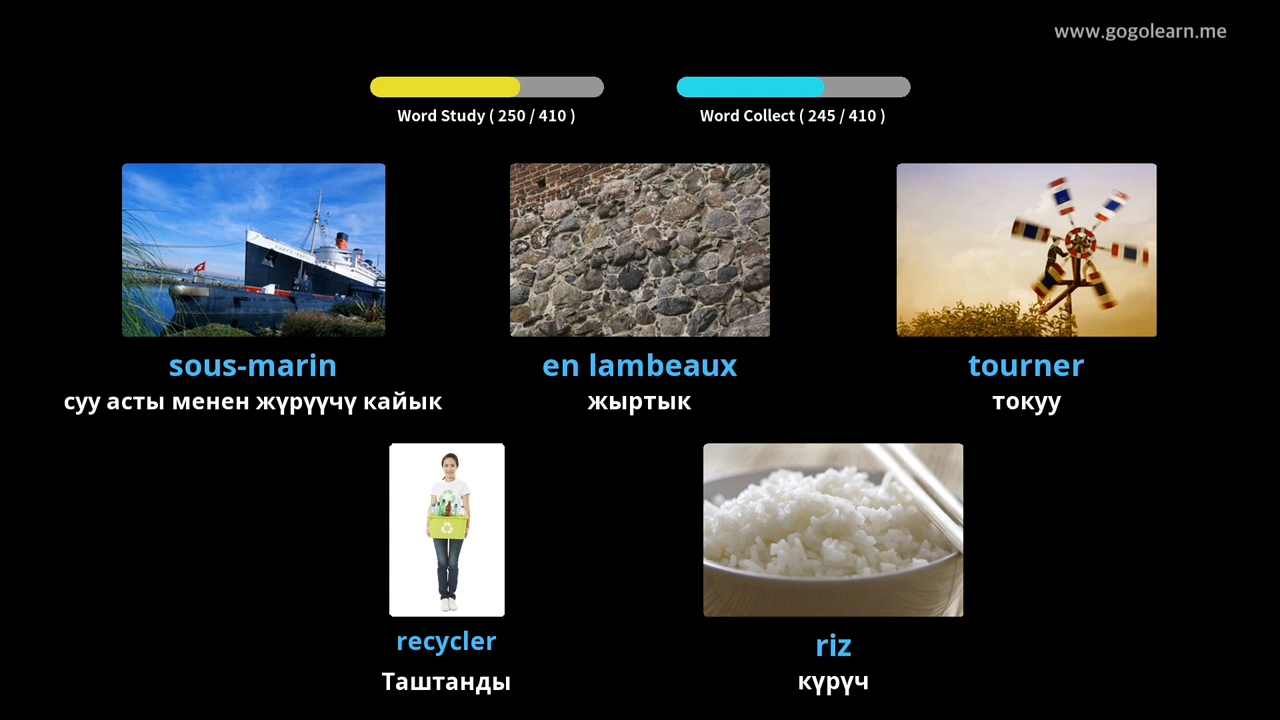 www.gogolearn.me
Word Study ( 250 / 410 )
Word Collect ( 245 / 410 )
sous-marin
суу асты менен жүрүүчү кайык
en lambeaux
жыртык
tourner
токуу
recycler
Таштанды
riz
күрүч